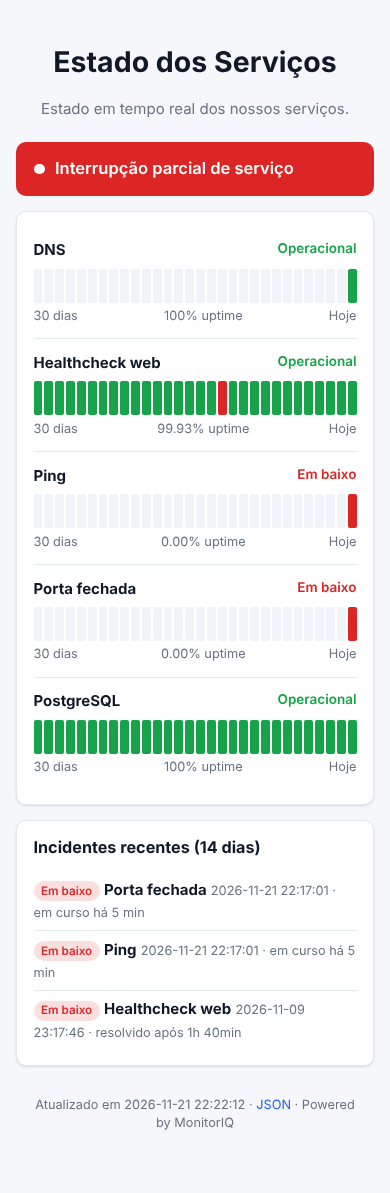 Estado dos Serviços
Estado em tempo real dos nossos serviços.
Interrupção parcial de serviço
DNS Operacional
30 dias 100% uptime Hoje
Healthcheck web Operacional
30 dias 99.93% uptime Hoje
Ping Em baixo
30 dias 0.00% uptime Hoje
Porta fechada Em baixo
30 dias 0.00% uptime Hoje
PostgreSQL Operacional
30 dias 100% uptime Hoje
Incidentes recentes (14 dias)
Em baixo Porta fechada 2026-11-21 22:17:01 ·
em curso há 5 min
Em baixo Ping 2026-11-21 22:17:01 · em curso há 5
min
Em baixo Healthcheck web 2026-11-09
23:17:46 · resolvido após 1h 40min
Atualizado em 2026-11-21 22:22:12 · JSON · Powered
by MonitorIQ